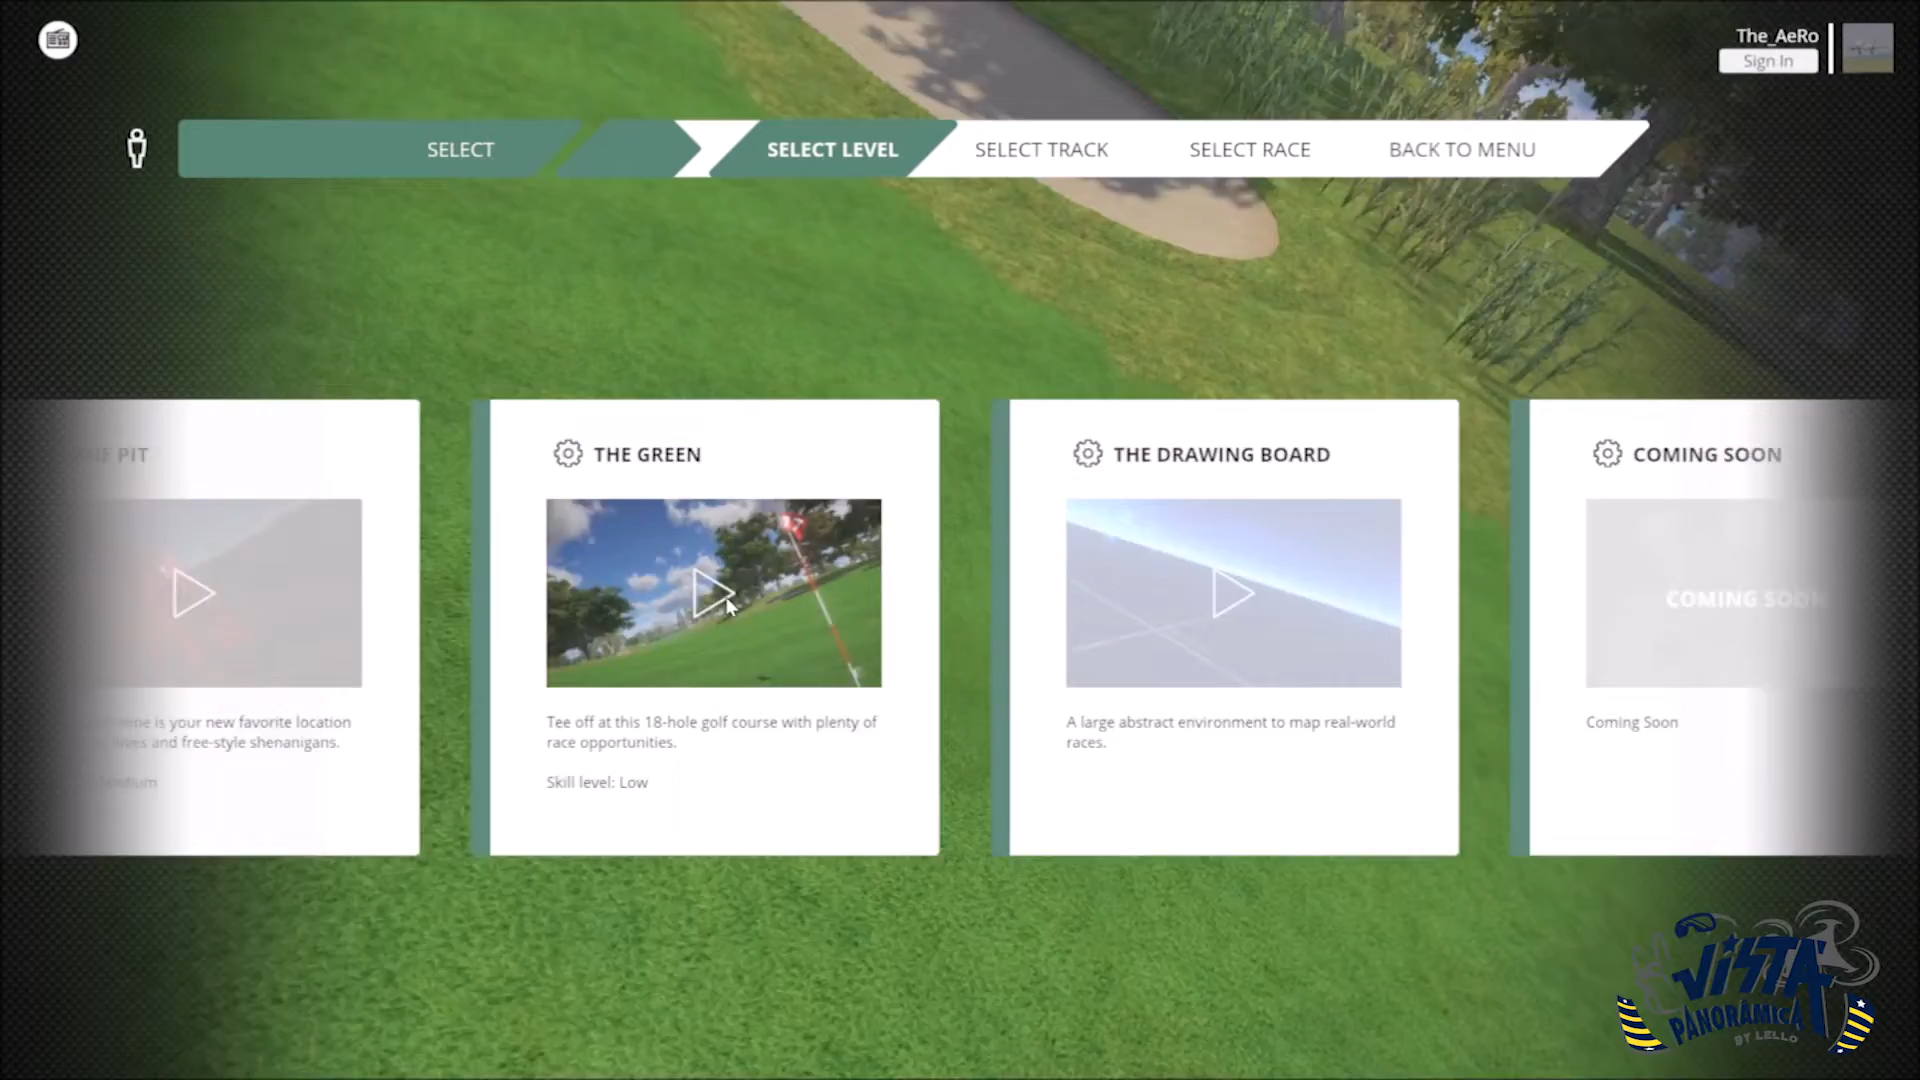 The_AeRo
Sign In
SELECT
SELECT LEVEL
SELECT TRACK
SELECT RACE
BACK TO MENU
PIT
is your new favorite location
and free-style shenanigans.
THE GREEN
Tee off at this 18-hole golf course with plenty of
race opportunities.
Skill level: Low
THE DRAWING BOARD
A large abstract environment to map real-world
races.
COMING SOON
COMING SOON
Coming Soon
VISTA
PANORÁMICA
BY LELLO